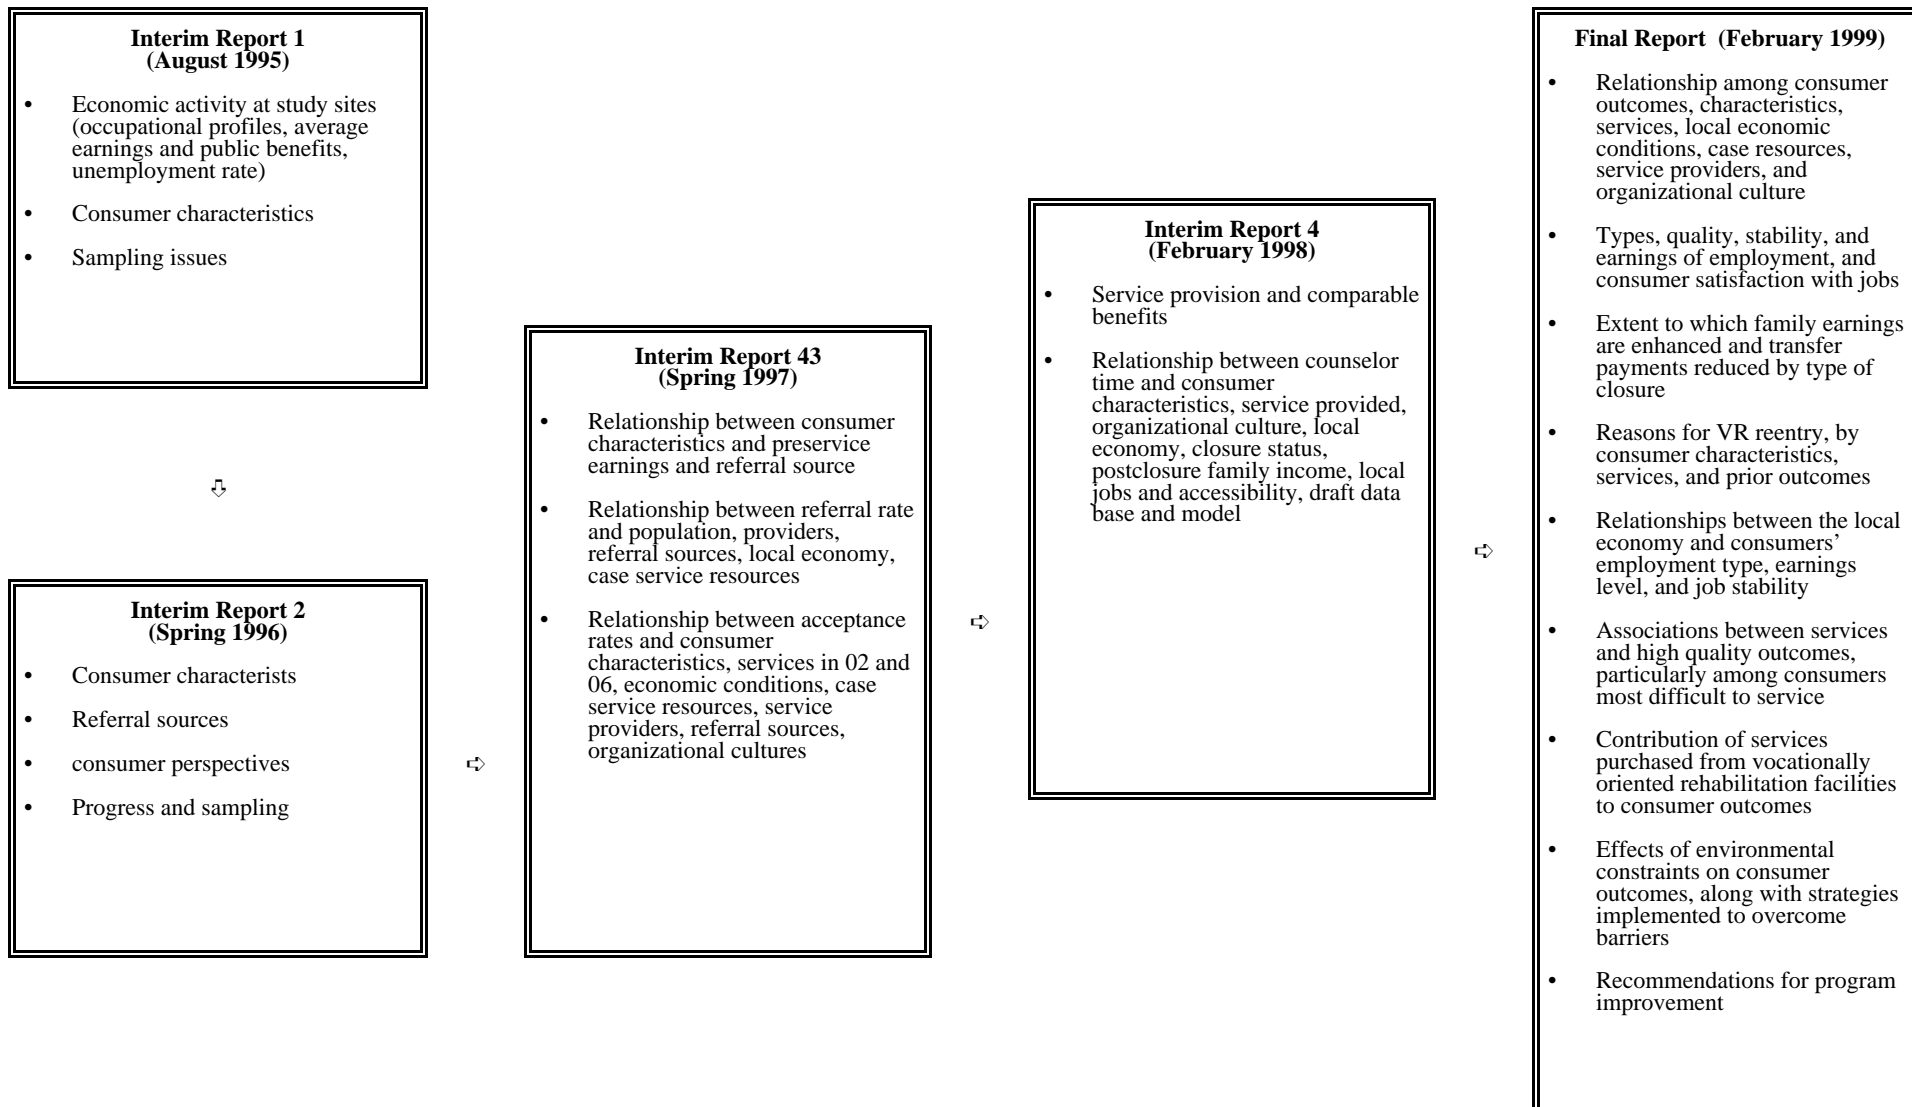 Interim Report 1
(August 1995)
• Economic activity at study sites
(occupational profiles, average
earnings and public benefits,
unemployment rate)
• Consumer characteristics
• Sampling issues
⇩
Interim Report 2
(Spring 1996)
• Consumer characterists
• Referral sources
• consumer perspectives
• Progress and sampling
➪
Interim Report 43
(Spring 1997)
• Relationship between consumer
characteristics and preservice
earnings and referral source
• Relationship between referral rate
and population, providers,
referral sources, local economy,
case service resources
• Relationship between acceptance
rates and consumer
characteristics, services in 02 and
06, economic conditions, case
service resources, service
providers, referral sources,
organizational cultures
➪
Interim Report 4
(February 1998)
• Service provision and comparable
benefits
• Relationship between counselor
time and consumer
characteristics, service provided,
organizational culture, local
economy, closure status,
postclosure family income, local
jobs and accessibility, draft data
base and model
➪
Final Report (February 1999)
• Relationship among consumer
outcomes, characteristics,
services, local economic
conditions, case resources,
service providers, and
organizational culture
• Types, quality, stability, and
earnings of employment, and
consumer satisfaction with jobs
• Extent to which family earnings
are enhanced and transfer
payments reduced by type of
closure
• Reasons for VR reentry, by
consumer characteristics,
services, and prior outcomes
• Relationships between the local
economy and consumers’
employment type, earnings
level, and job stability
• Associations between services
and high quality outcomes,
particularly among consumers
most difficult to service
• Contribution of services
purchased from vocationally
oriented rehabilitation facilities
to consumer outcomes
• Effects of environmental
constraints on consumer
outcomes, along with strategies
implemented to overcome
barriers
• Recommendations for program
improvement